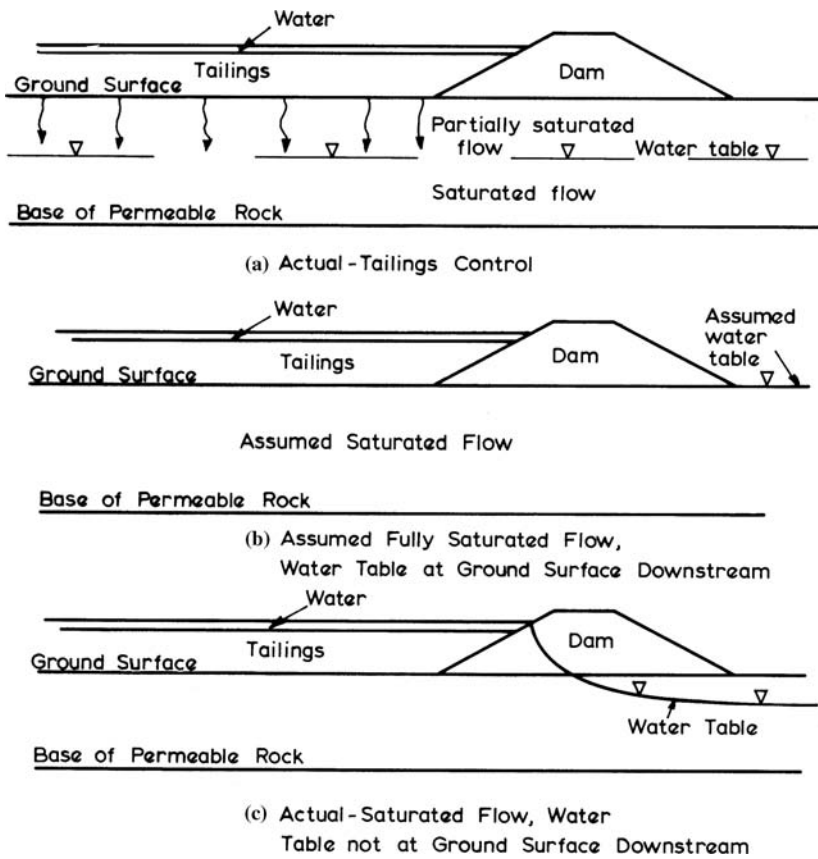 Water
Tailings
Ground Surface
Dam
Partially saturated
flow
Water table
Saturated flow
Base of Permeable Rock
(a) Actual-Tailings Control
Water
Assumed
water
table
Tailings
Dam
Ground Surface
Assumed Saturated Flow
Base of Permeable Rock
(b) Assumed Fully Saturated Flow,
Water Table at Ground Surface Downstream
Water
Tailings
Dam
Ground Surface
Water Table
Base of Permeable Rock
(c) Actual-Saturated Flow, Water
Table not at Ground Surface Downstream